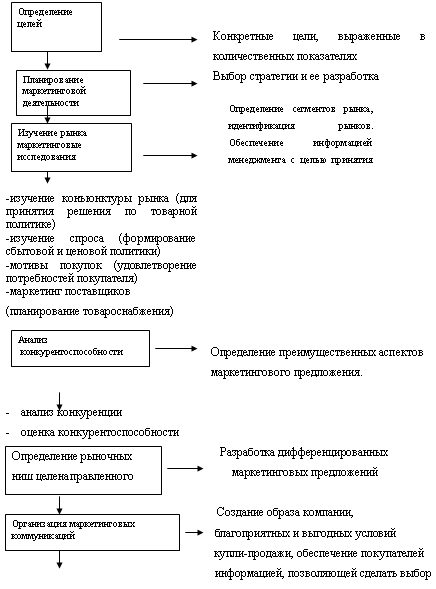 Определение
целей
Конкретные цели, выраженные в
количественных показателях
Планирование
маркетинговой
деятельности
Выбор стратегии и ее разработка
Изучение рынка
маркетинговые
исследования
Определение сегментов рынка,
идентификация рынков.
Обеспечение информацией
менеджмента с целью принятия
-изучение конъюнктуры рынка (для
принятия решения по товарной
политике)
-изучение спроса (формирование
сбытовой и ценовой политики)
-мотивы покупок (удовлетворение
потребностей покупателя)
-маркетинг поставщиков
(планирование товароснабжения)
Анализ
конкурентоспособности
Определение преимущественных аспектов
маркетингового предложения.
- анализ конкуренции
- оценка конкурентоспособности
Определение рыночных
ниш целенаправленного
Разработка дифференцированных
маркетинговых предложений
Организация маркетинговых
коммуникаций
Создание образа компании,
благоприятных и выгодных условий
купли-продажи, обеспечение покупателей
информацией, позволяющей сделать выбор